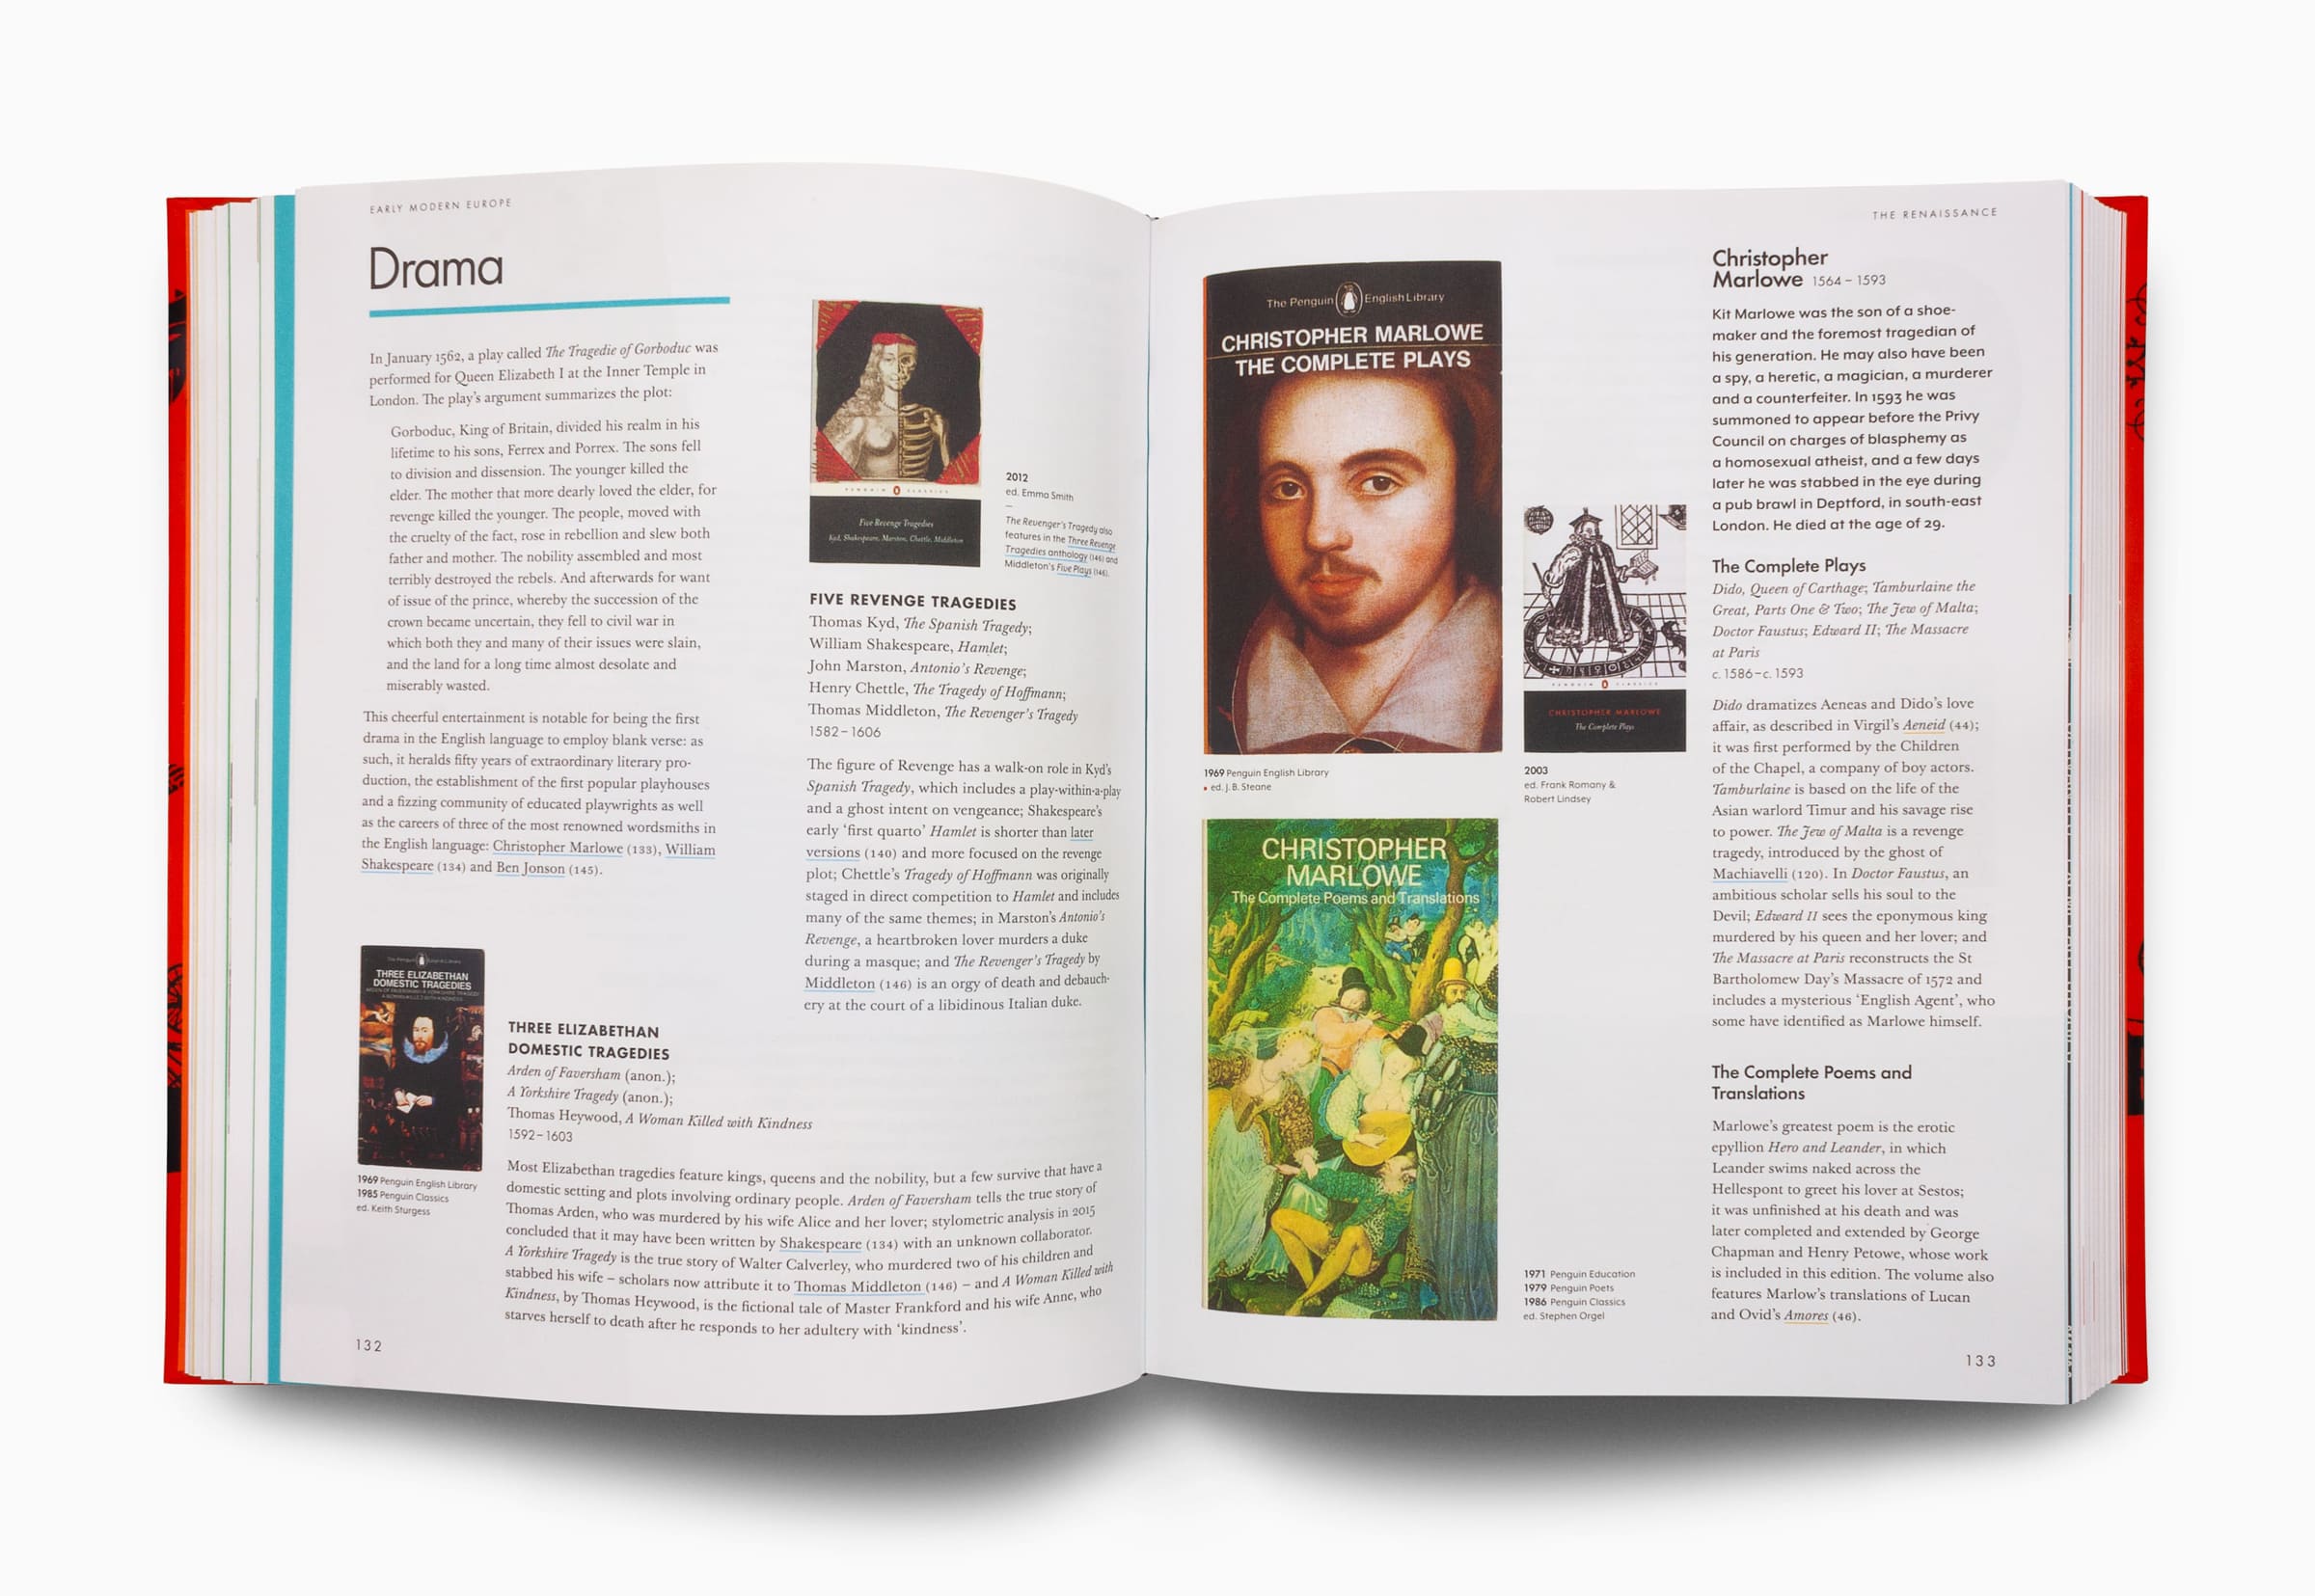 EARLY MODERN EUROPE
Drama
In January 1562, a play called The Tragedie of Gorboduc was
performed for Queen Elizabeth I at the Inner Temple in
London. The play's argument summarizes the plot:
Gorboduc, King of Britain, divided his realm in his
lifetime to his sons, Ferrex and Porrex. The sons fell
to division and dissension. The younger killed the
elder. The mother that more dearly loved the elder, for
revenge killed the younger. The people, moved with
the cruelty of the fact, rose in rebellion and slew both
father and mother. The nobility assembled and most
terribly destroyed the rebels. And afterwards for want
of issue of the prince, whereby the succession of the
crown became uncertain, they fell to civil war in
which both they and many of their issues were slain,
and the land for a long time almost desolate and
miserably wasted.
This cheerful entertainment is notable for being the first
drama in the English language to employ blank verse: as
such, it heralds fifty years of extraordinary literary pro-
duction, the establishment of the first popular playhouses
and a fizzing community of educated playwrights as well
as the careers of three of the most renowned wordsmiths in
the English language: Christopher Marlowe (133), William
Shakespeare (134) and Ben Jonson (145).
The Penguin English Library
THREE ELIZABETHAN
DOMESTIC TRAGEDIES
ARDEN OF FAVERSHAM A YORKSHIRE TRAGEDY
A WOMAN KILLED WITH KINDNESS
1969 Penguin English Library
1985 Penguin Classics
ed. Keith Sturgess
THREE ELIZABETHAN
DOMESTIC TRAGEDIES
Arden of Faversham (anon.);
A Yorkshire Tragedy (anon.);
Thomas Heywood, A Woman Killed with Kindness
1592–1603
Most Elizabethan tragedies feature kings, queens and the nobility, but a few survive that have a
domestic setting and plots involving ordinary people. Arden of Faversham tells the true story of
Thomas Arden, who was murdered by his wife Alice and her lover; stylometric analysis in 2015
concluded that it may have been written by Shakespeare (134) with an unknown collaborator.
A Yorkshire Tragedy is the true story of Walter Calverley, who murdered two of his children and
stabbed his wife – scholars now attribute it to Thomas Middleton (146) – and A Woman Killed with
Kindness, by Thomas Heywood, is the fictional tale of Master Frankford and his wife Anne, who
starves herself to death after he responds to her adultery with 'kindness'.
132
PENGUIN CLASSICS
Five Revenge Tragedies
Kyd, Shakespeare, Marston, Chettle, Middleton
2012
ed. Emma Smith
—
The Revenger's Tragedy also
features in the Three Revenge
Tragedies anthology (146) and
Middleton's Five Plays (146).
FIVE REVENGE TRAGEDIES
Thomas Kyd, The Spanish Tragedy;
William Shakespeare, Hamlet;
John Marston, Antonio's Revenge;
Henry Chettle, The Tragedy of Hoffmann;
Thomas Middleton, The Revenger's Tragedy
1582–1606
The figure of Revenge has a walk-on role in Kyd's
Spanish Tragedy, which includes a play-within-a-play
and a ghost intent on vengeance; Shakespeare's
early 'first quarto' Hamlet is shorter than later
versions (140) and more focused on the revenge
plot; Chettle's Tragedy of Hoffmann was originally
staged in direct competition to Hamlet and includes
many of the same themes; in Marston's Antonio's
Revenge, a heartbroken lover murders a duke
during a masque; and The Revenger's Tragedy by
Middleton (146) is an orgy of death and debauch-
ery at the court of a libidinous Italian duke.
THE RENAISSANCE
The Penguin English Library
CHRISTOPHER MARLOWE
THE COMPLETE PLAYS
1969 Penguin English Library
• ed. J. B. Steane
PENGUIN CLASSICS
CHRISTOPHER MARLOWE
The Complete Plays
2003
ed. Frank Romany &
Robert Lindsey
CHRISTOPHER
MARLOWE
The Complete Poems and Translations
1971 Penguin Education
1979 Penguin Poets
1986 Penguin Classics
ed. Stephen Orgel
Christopher
Marlowe 1564–1593
Kit Marlowe was the son of a shoe-
maker and the foremost tragedian of
his generation. He may also have been
a spy, a heretic, a magician, a murderer
and a counterfeiter. In 1593 he was
summoned to appear before the Privy
Council on charges of blasphemy as
a homosexual atheist, and a few days
later he was stabbed in the eye during
a pub brawl in Deptford, in south-east
London. He died at the age of 29.
The Complete Plays
Dido, Queen of Carthage; Tamburlaine the
Great, Parts One & Two; The Jew of Malta;
Doctor Faustus; Edward II; The Massacre
at Paris
c. 1586–c. 1593
Dido dramatizes Aeneas and Dido's love
affair, as described in Virgil's Aeneid (44);
it was first performed by the Children
of the Chapel, a company of boy actors.
Tamburlaine is based on the life of the
Asian warlord Timur and his savage rise
to power. The Jew of Malta is a revenge
tragedy, introduced by the ghost of
Machiavelli (120). In Doctor Faustus, an
ambitious scholar sells his soul to the
Devil; Edward II sees the eponymous king
murdered by his queen and her lover; and
The Massacre at Paris reconstructs the St
Bartholomew Day's Massacre of 1572 and
includes a mysterious 'English Agent', who
some have identified as Marlowe himself.
The Complete Poems and
Translations
Marlowe's greatest poem is the erotic
epyllion Hero and Leander, in which
Leander swims naked across the
Hellespont to greet his lover at Sestos;
it was unfinished at his death and was
later completed and extended by George
Chapman and Henry Petowe, whose work
is included in this edition. The volume also
features Marlow's translations of Lucan
and Ovid's Amores (46).
133